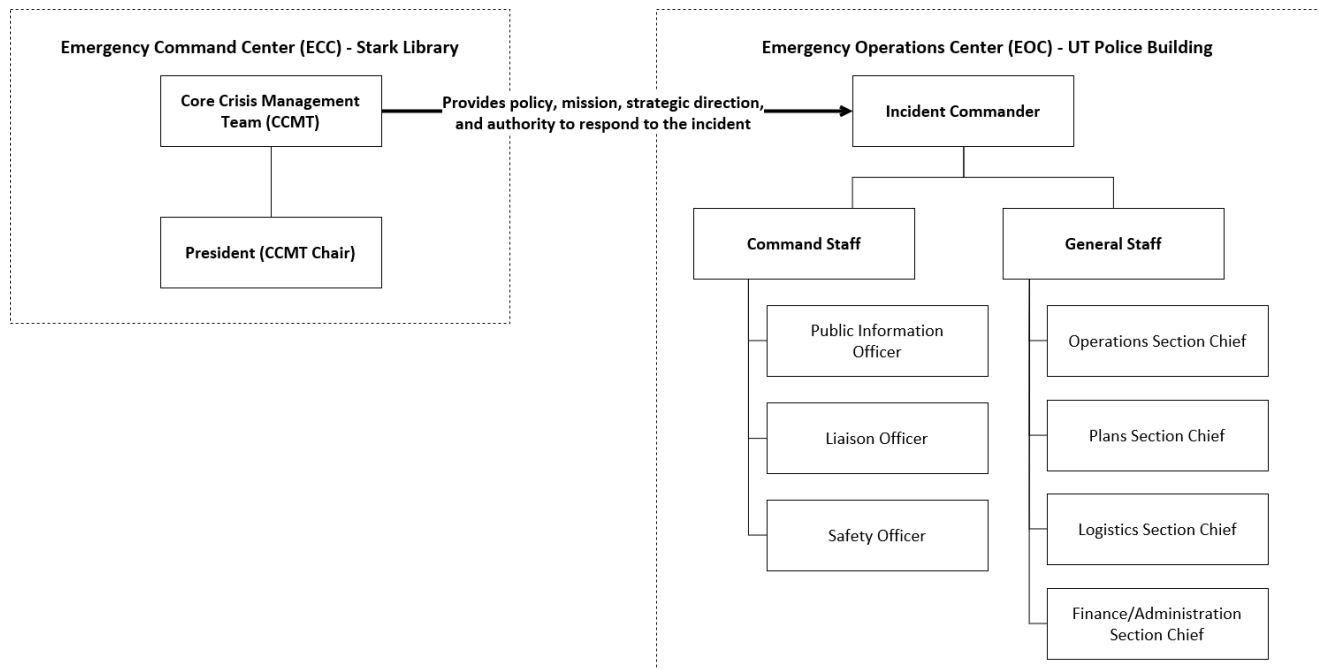 Emergency Command Center (ECC) - Stark Library
Core Crisis Management
Team (CCMT)
President (CCMT Chair)
Provides policy, mission, strategic direction,
and authority to respond to the incident
Emergency Operations Center (EOC) - UT Police Building
Incident Commander
Command Staff
Public Information
Officer
Liaison Officer
Safety Officer
General Staff
Operations Section Chief
Plans Section Chief
Logistics Section Chief
Finance/Administration
Section Chief